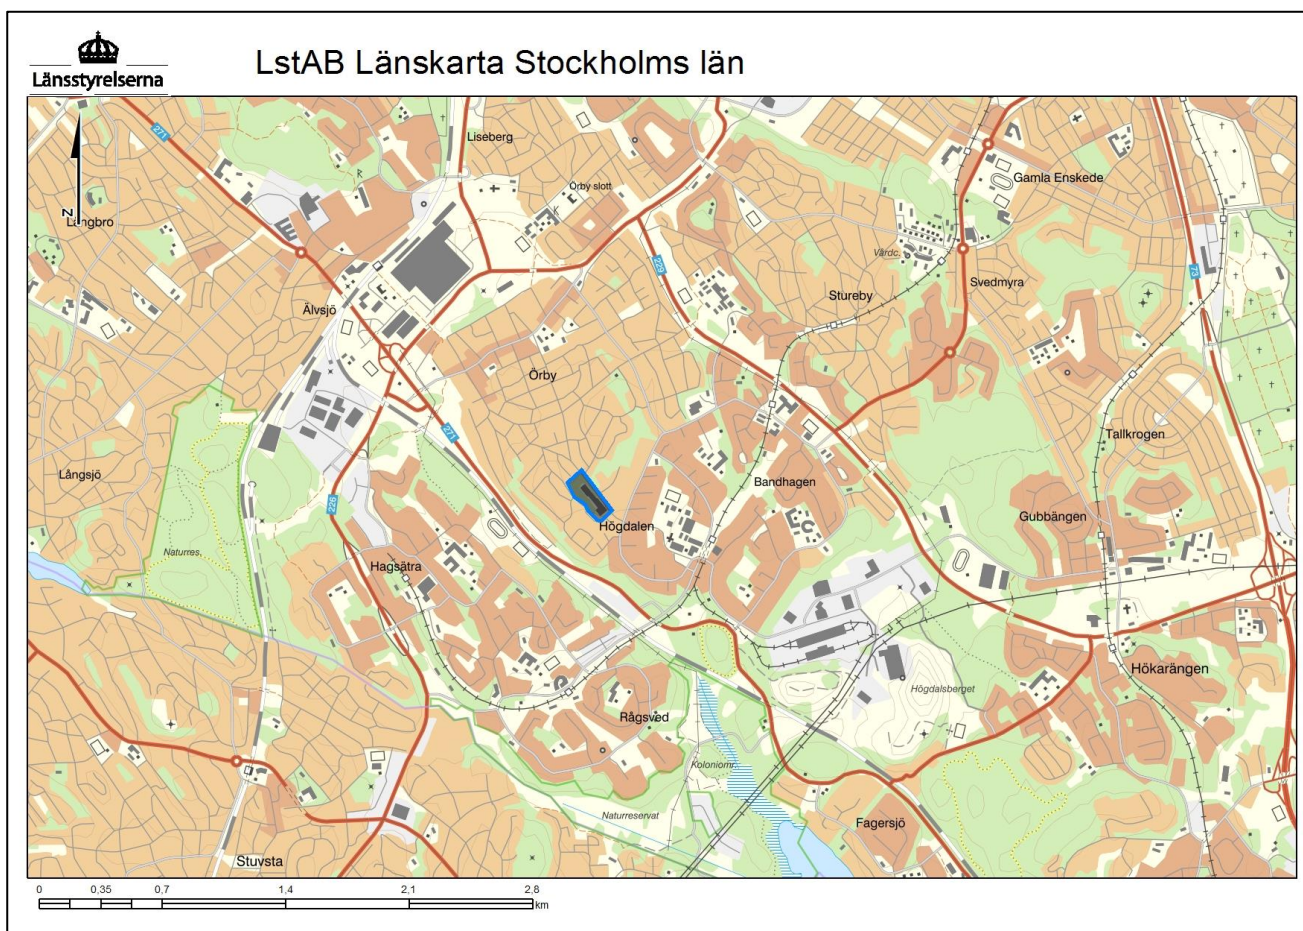 Länsstyrelserna
LstAB Länskarta Stockholms län
N
271
Liseberg
R
Örby slott
K
Gamla Enskede
Långbro
Vårdc.
229
73
Svedmyra
Stureby
Älvsjö
Örby
271
Tallkrogen
Långsjö
226
Bandhagen
Gubbängen
Högdalen
Naturres.
Hagsätra
Hökarängen
Högdalsberget
Rågsved
Koloniomr.
Naturreservat
Fagersjö
Stuvsta
0 0,35 0,7 1,4 2,1 2,8
km